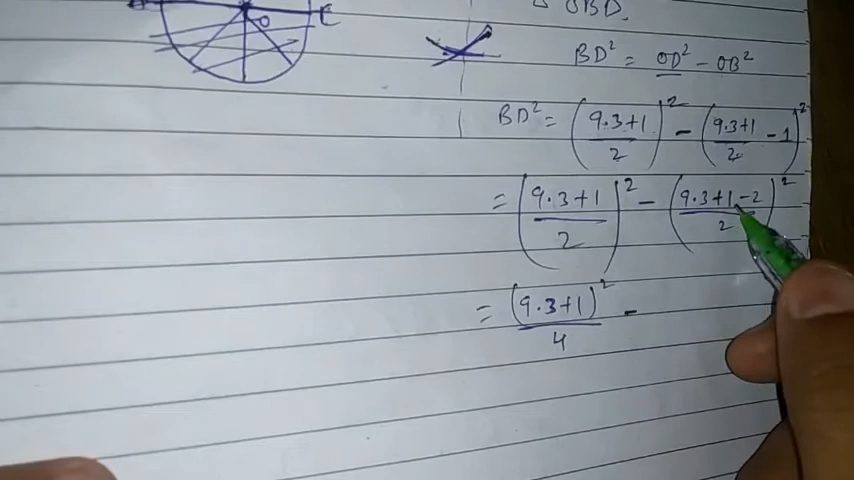 O C
△ OBD.
BD² = OD² - OB²
BD² = (9.3+1/2)² - (9.3+1/2 - 1)²
= (9.3+1/2)² - (9.3+1-2/2)²
= (9.3+1)²/4 -